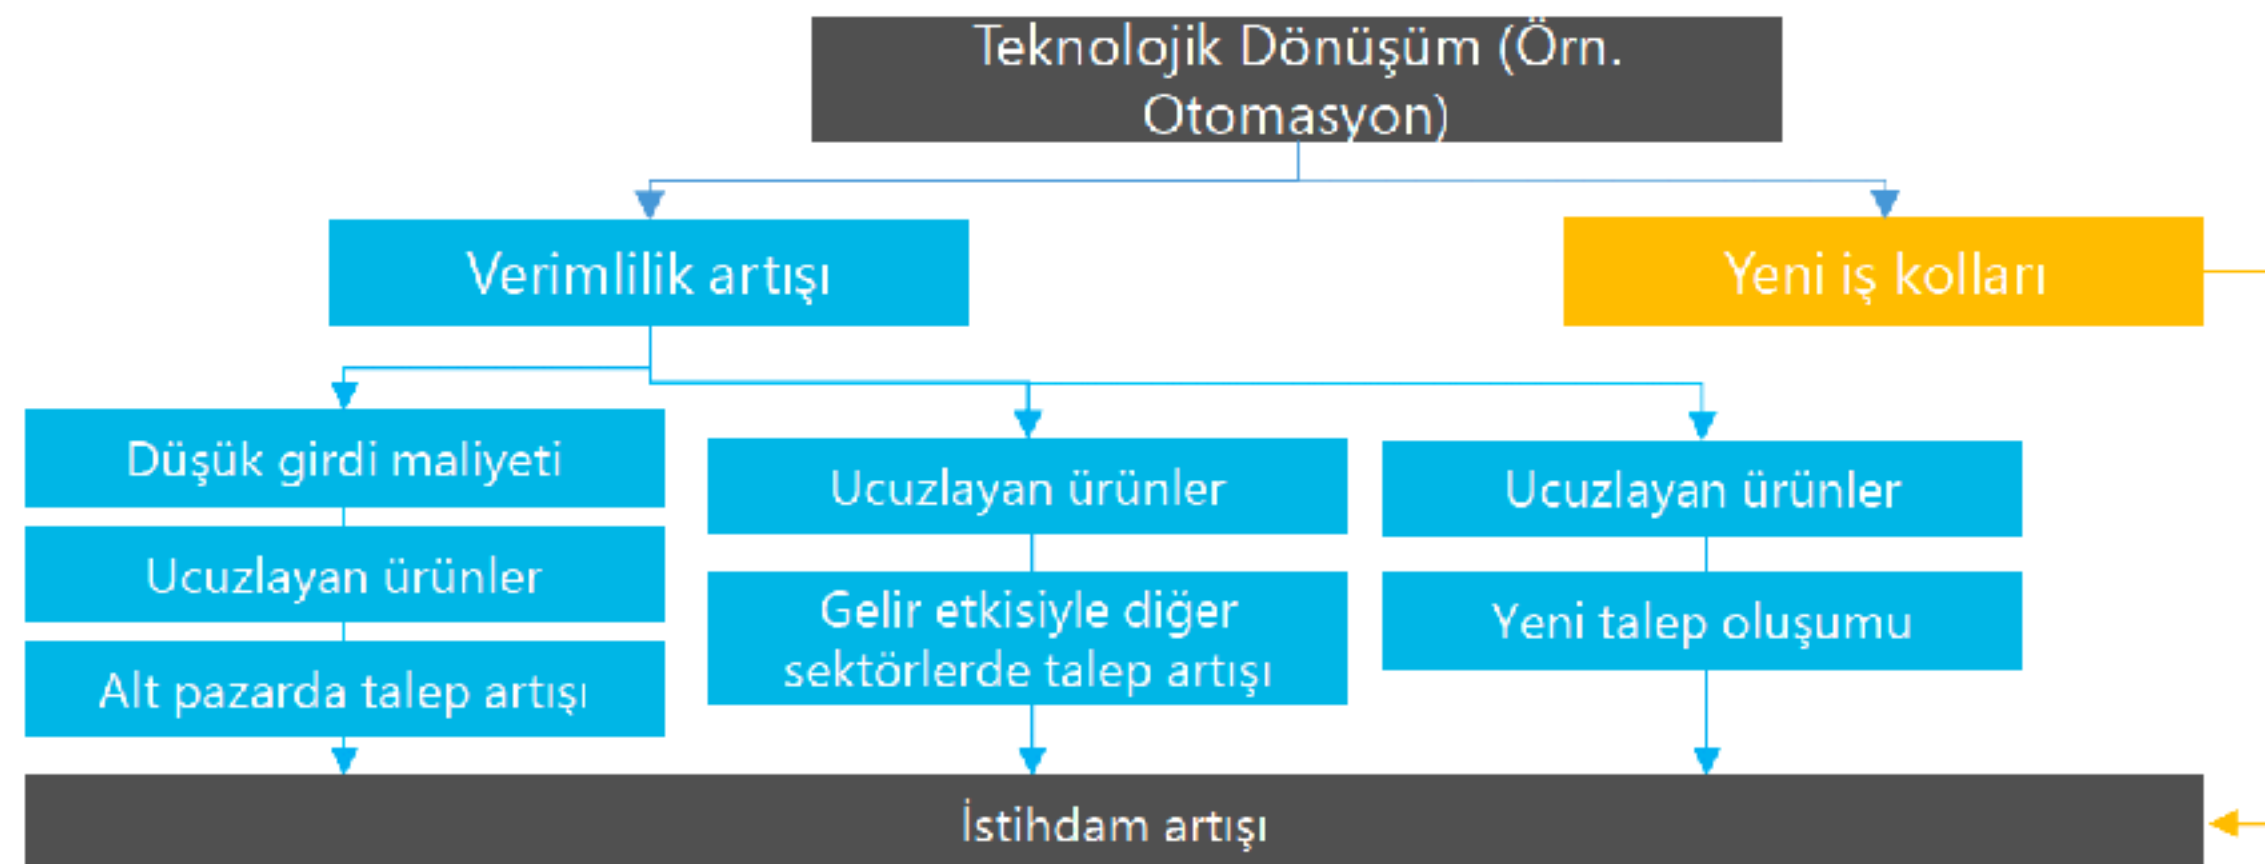 Teknolojik Dönüşüm (Örn.
Otomasyon)
Verimlilik artışı
Yeni iş kolları
Düşük girdi maliyeti
Ucuzlayan ürünler
Alt pazarda talep artışı
Ucuzlayan ürünler
Gelir etkisiyle diğer
sektörlerde talep artışı
Ucuzlayan ürünler
Yeni talep oluşumu
İstihdam artışı